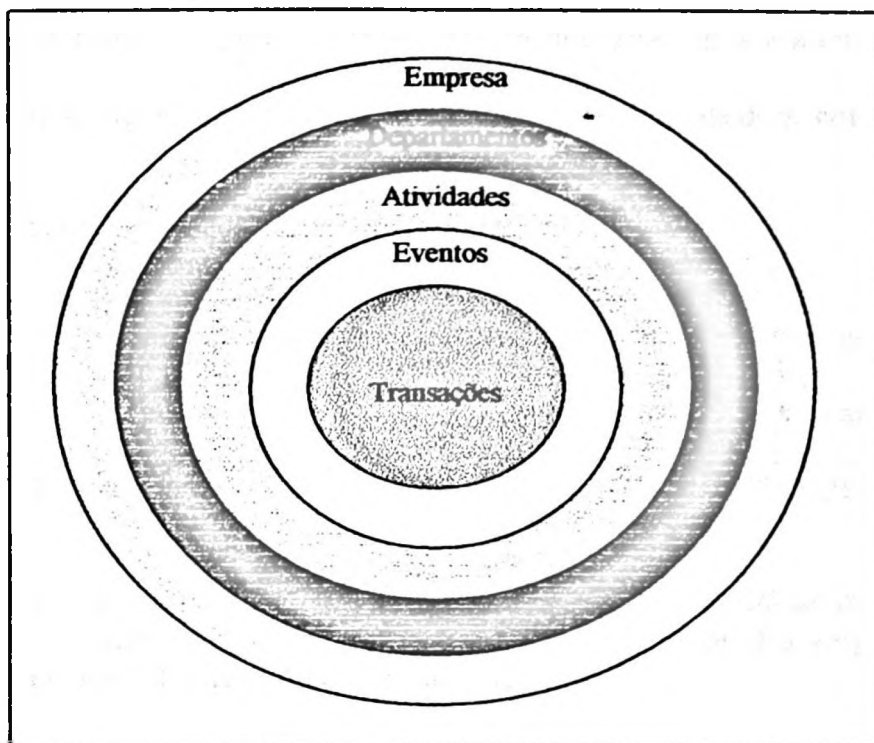 Empresa
Departamentos
Atividades
Eventos
Transações